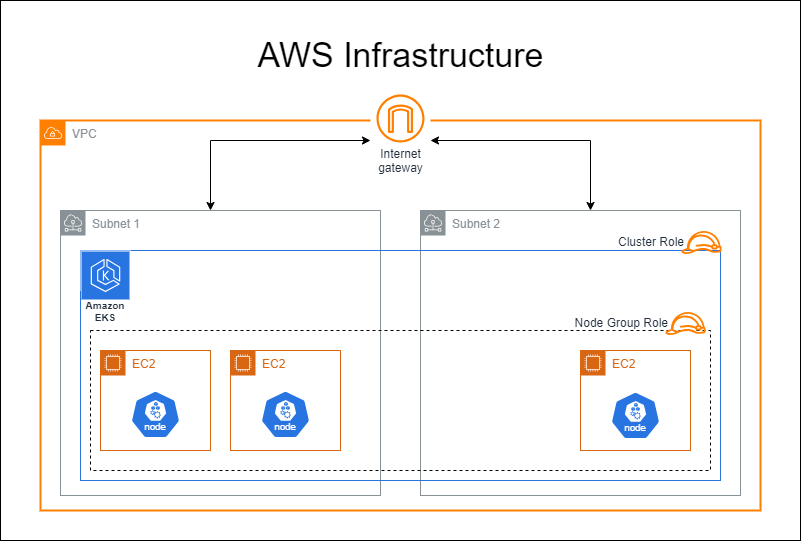 AWS Infrastructure
VPC
Internet
gateway
Subnet 1
Subnet 2
Cluster Role
K
Amazon
EKS
Node Group Role
EC2
EC2
EC2
node
node
node